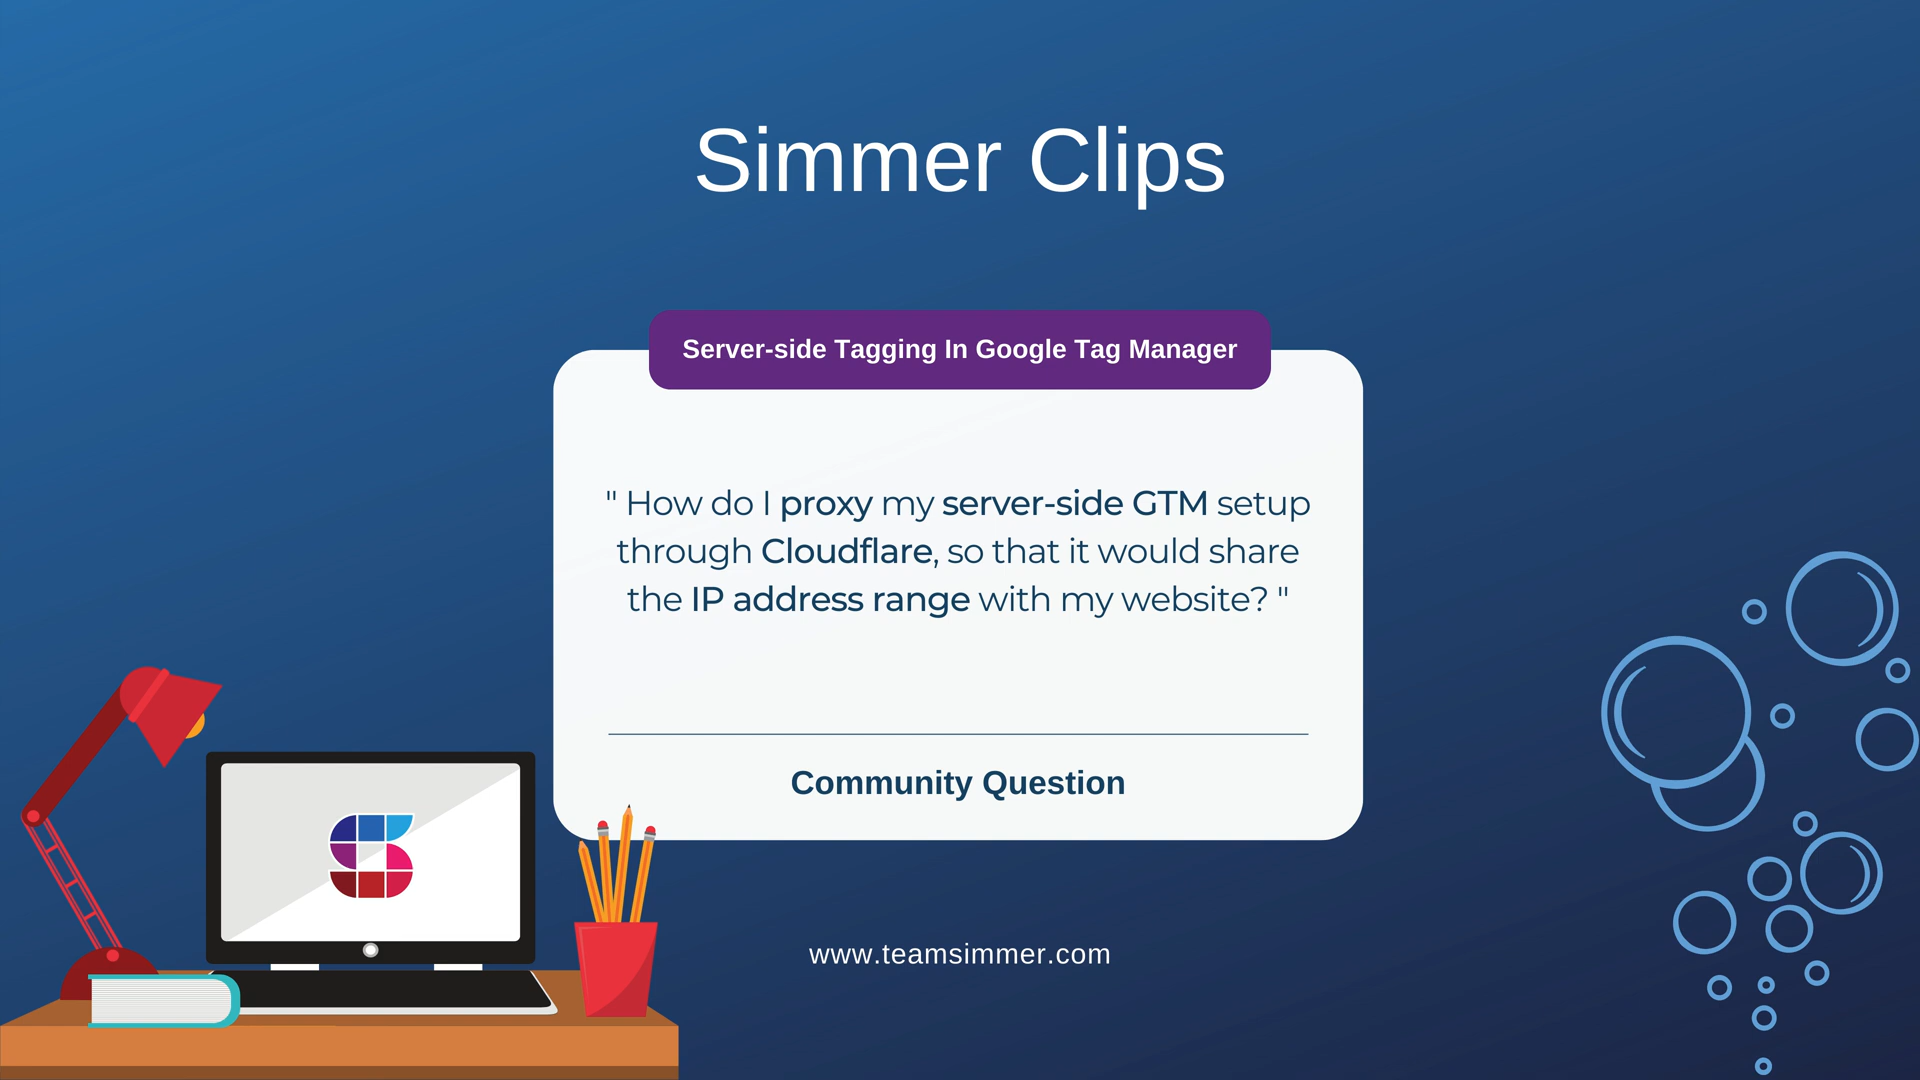 Simmer Clips
Server-side Tagging In Google Tag Manager
" How do I proxy my server-side GTM setup
through Cloudflare, so that it would share
the IP address range with my website? "
Community Question
www.teamsimmer.com